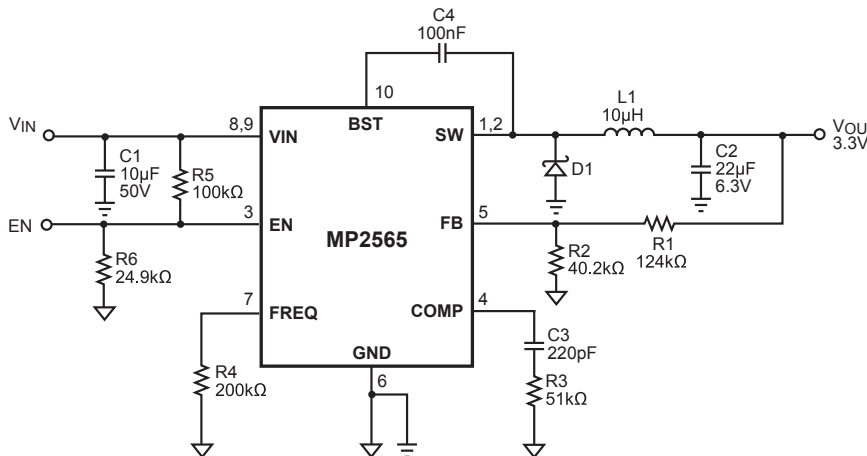 C4
100nF
10
BST
L1
10µH
VIN
8,9
VIN
SW
1,2
VOU
3.3V
C1
10µF
50V
R5
100kΩ
D1
C2
22µF
6.3V
EN
3
EN
MP2565
FB
5
R1
124kΩ
R2
40.2kΩ
R6
24.9kΩ
7
FREQ
COMP
4
C3
220pF
R4
200kΩ
GND
6
R3
51kΩ